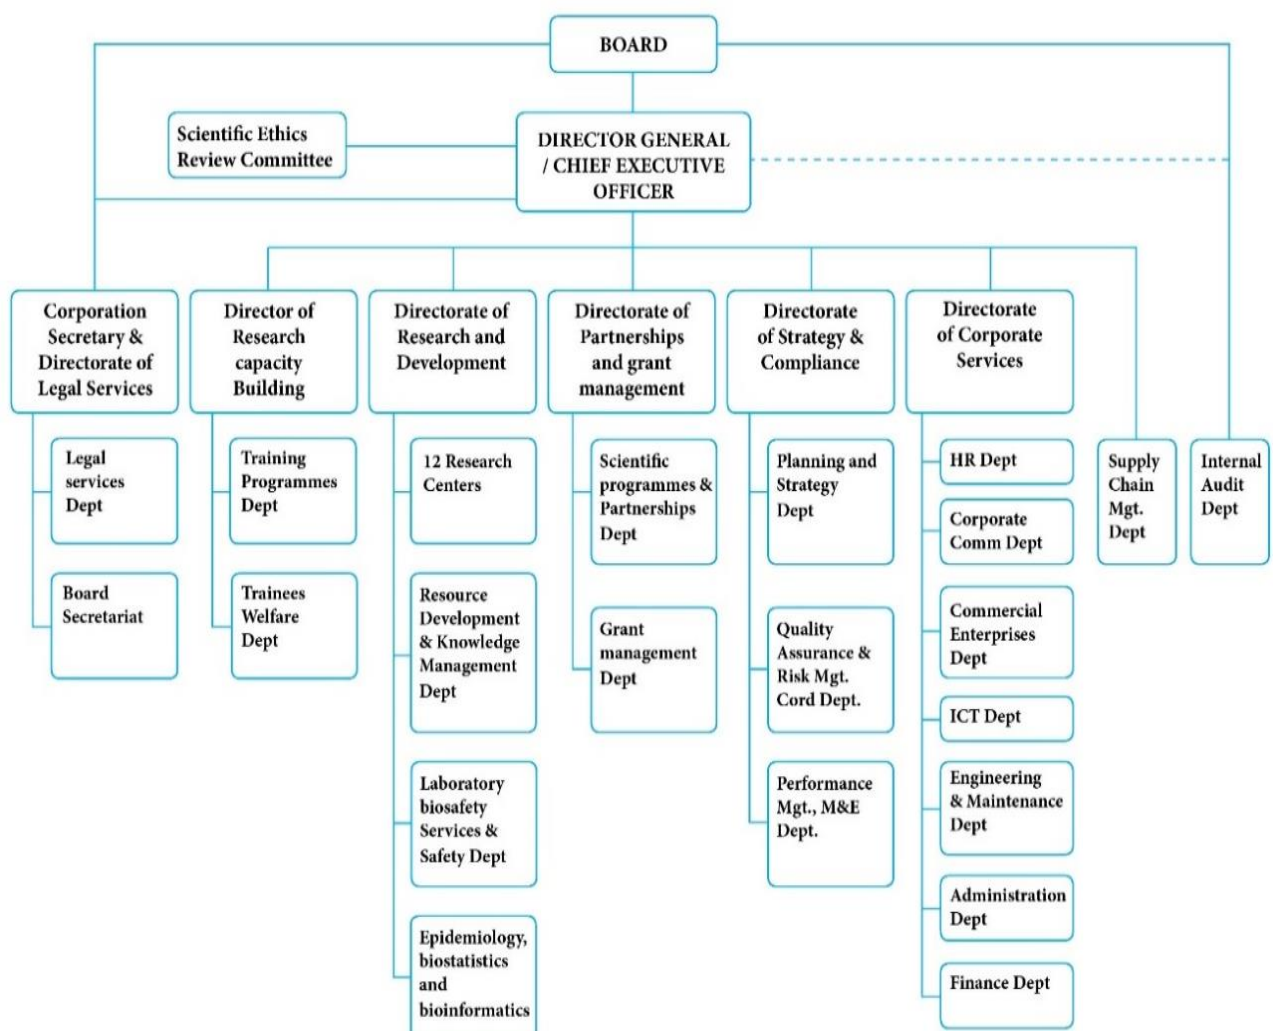 BOARD
Scientific Ethics
Review Committee
DIRECTOR GENERAL
/ CHIEF EXECUTIVE
OFFICER
Corporation
Secretary &
Directorate of
Legal Services
Legal
services
Dept
Board
Secretariat
Director of
Research
capacity
Building
Training
Programmes
Dept
Trainees
Welfare
Dept
Directorate of
Research and
Development
12 Research
Centers
Resource
Development
& Knowledge
Management
Dept
Laboratory
biosafety
Services &
Safety Dept
Epidemiology,
biostatistics
and
bioinformatics
Directorate of
Partnerships
and grant
management
Scientific
programmes &
Partnerships
Dept
Grant
management
Dept
Directorate
of Strategy &
Compliance
Planning and
Strategy
Dept
Quality
Assurance &
Risk Mgt.
Cord Dept.
Performance
Mgt., M&E
Dept.
Directorate
of Corporate
Services
HR Dept
Corporate
Comm Dept
Commercial
Enterprises
Dept
ICT Dept
Engineering
& Maintenance
Dept
Administration
Dept
Finance Dept
Supply
Chain
Mgt.
Dept
Internal
Audit
Dept